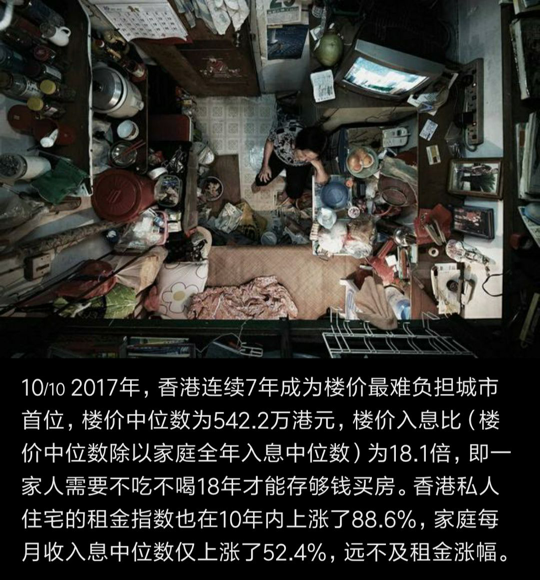 10/10 2017年，香港连续7年成为楼价最难负担城市
首位，楼价中位数为542.2万港元，楼价入息比（楼
价中位数除以家庭全年入息中位数）为18.1倍，即一
家人需要不吃不喝18年才能存够钱买房。香港私人
住宅的租金指数也在10年内上涨了88.6%，家庭每
月收入息中位数仅上涨了52.4%，远不及租金涨幅。